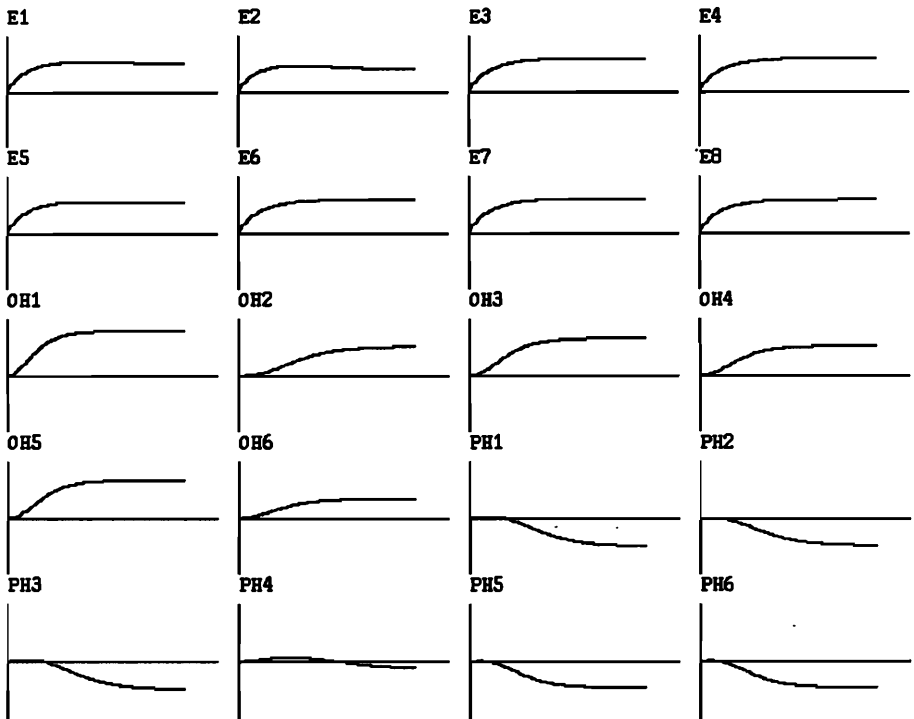 E1 E2 E3 E4
E5 E6 E7 E8
OH1 OH2 OH3 OH4
OH5 OH6 PH1 PH2
PH3 PH4 PH5 PH6